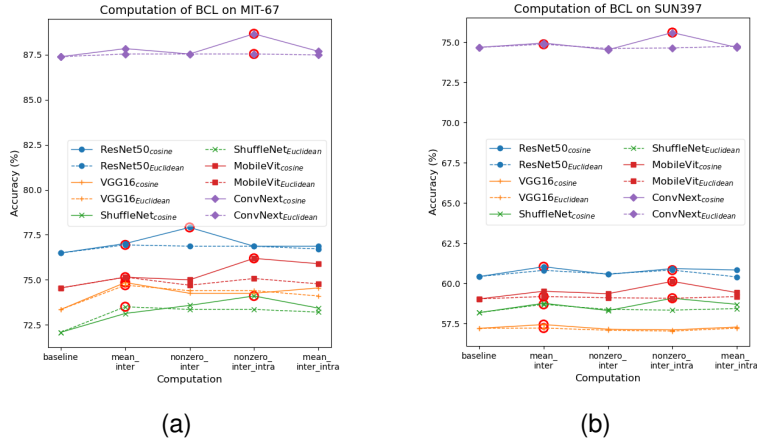 Computation of BCL on MIT-67
Accuracy (%)
87.5
85.0
82.5
80.0
77.5
75.0
72.5
ResNet50cosine
ResNet50Euclidean
VGG16cosine
VGG16Euclidean
ShuffleNetcosine
ShuffleNetEuclidean
MobileVitcosine
MobileVitEuclidean
ConvNextcosine
ConvNextEuclidean
baseline
mean_
inter
nonzero_
inter
nonzero_
inter_intra
mean_
inter_intra
Computation
(a)
Computation of BCL on SUN397
Accuracy (%)
75.0
72.5
70.0
67.5
65.0
62.5
60.0
57.5
ResNet50cosine
ResNet50Euclidean
VGG16cosine
VGG16Euclidean
ShuffleNetcosine
ShuffleNetEuclidean
MobileVitcosine
MobileVitEuclidean
ConvNextcosine
ConvNextEuclidean
baseline
mean_
inter
nonzero_
inter
nonzero_
inter_intra
mean_
inter_intra
Computation
(b)